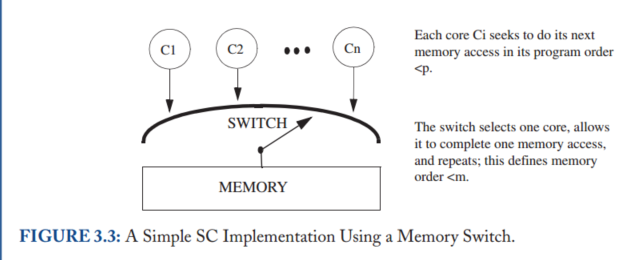 C1
C2
•••
Cn
Each core Ci seeks to do its next
memory access in its program order
<p.
SWITCH
The switch selects one core, allows
it to complete one memory access,
and repeats; this defines memory
order <m.
MEMORY
FIGURE 3.3: A Simple SC Implementation Using a Memory Switch.